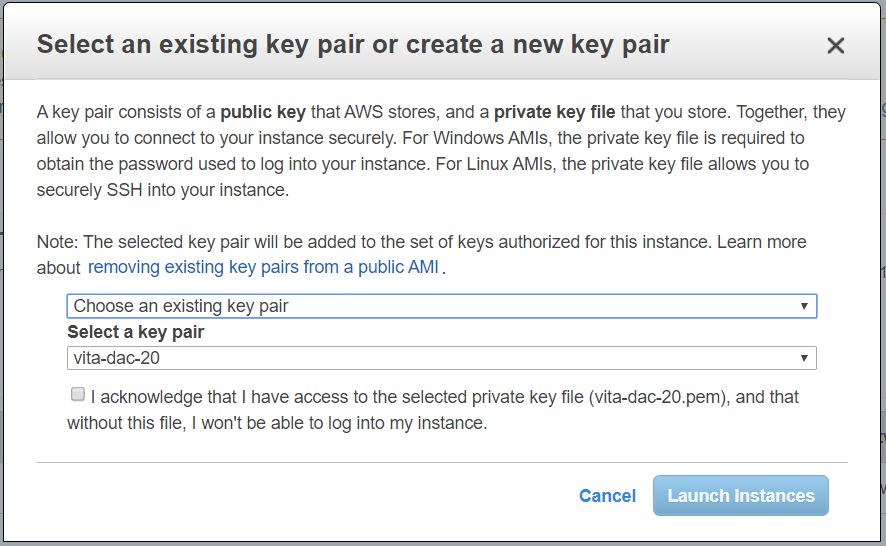 Select an existing key pair or create a new key pair
A key pair consists of a public key that AWS stores, and a private key file that you store. Together, they
allow you to connect to your instance securely. For Windows AMIs, the private key file is required to
obtain the password used to log into your instance. For Linux AMIs, the private key file allows you to
securely SSH into your instance.
Note: The selected key pair will be added to the set of keys authorized for this instance. Learn more
about removing existing key pairs from a public AMI .
Choose an existing key pair
Select a key pair
vita-dac-20
I acknowledge that I have access to the selected private key file (vita-dac-20.pem), and that
without this file, I won't be able to log into my instance.
Cancel Launch Instances